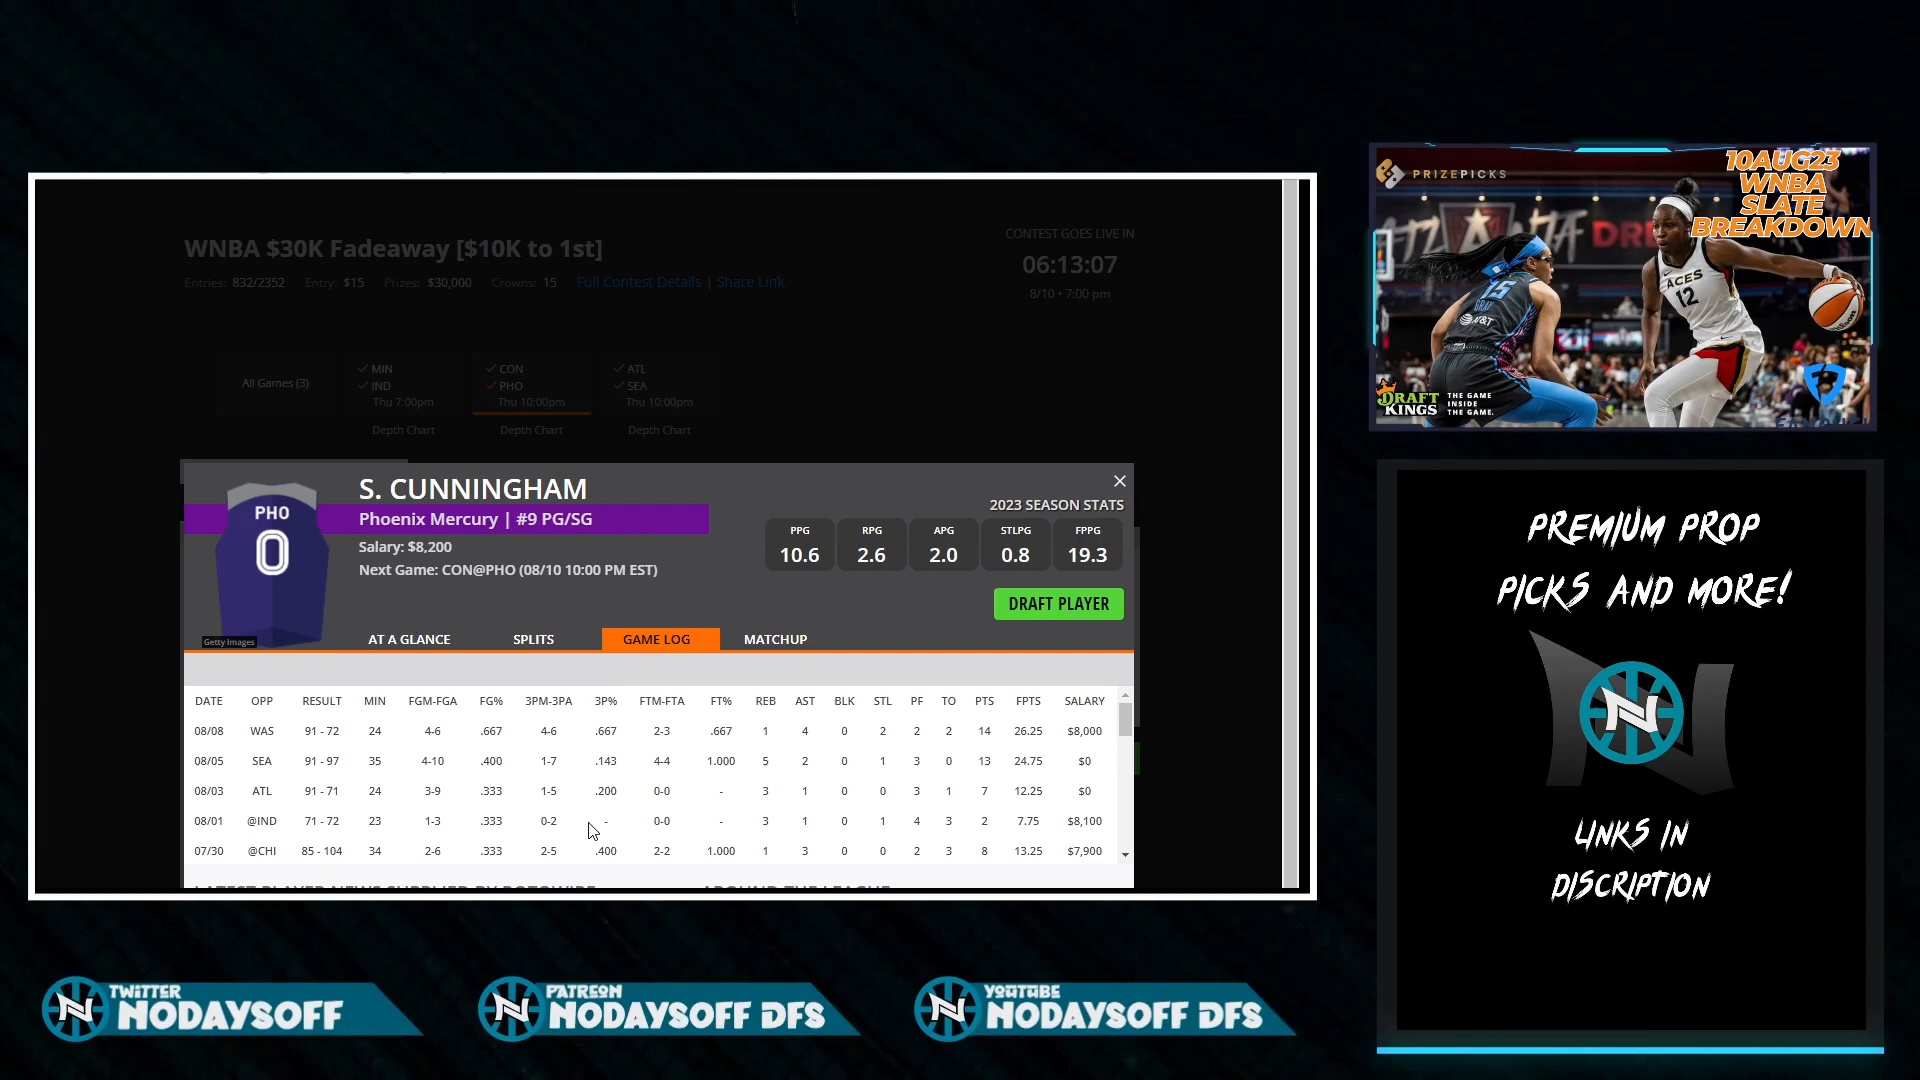 WNBA $30K Fadeaway [$10K to 1st]
Entries: 832/2352 Entry: $15 Prizes: $30,000 Crowns: 15 Full Contest Details | Share Link
CONTEST GOES LIVE IN
06:13:07
8/10 • 7:00 pm
All Games (3)
MIN
IND
Thu 7:00pm
Depth Chart
CON
PHO
Thu 10:00pm
Depth Chart
ATL
SEA
Thu 10:00pm
Depth Chart
PHO
0
Getty Images
S. CUNNINGHAM
Phoenix Mercury | #9 PG/SG
Salary: $8,200
Next Game: CON@PHO (08/10 10:00 PM EST)
2023 SEASON STATS
PPG RPG APG STLPG FPPG
10.6 2.6 2.0 0.8 19.3
DRAFT PLAYER
AT A GLANCE SPLITS GAME LOG MATCHUP
DATE OPP RESULT MIN FGM-FGA FG% 3PM-3PA 3P% FTM-FTA FT% REB AST BLK STL PF TO PTS FPTS SALARY
08/08 WAS 91 - 72 24 4-6 .667 4-6 .667 2-3 .667 1 4 0 2 2 2 14 26.25 $8,000
08/05 SEA 91 - 97 35 4-10 .400 1-7 .143 4-4 1.000 5 2 0 1 3 0 13 24.75 $0
08/03 ATL 91 - 71 24 3-9 .333 1-5 .200 0-0 - 3 1 0 0 3 1 7 12.25 $0
08/01 @IND 71 - 72 23 1-3 .333 0-2 - 0-0 - 3 1 0 1 4 3 2 7.75 $8,100
07/30 @CHI 85 - 104 34 2-6 .333 2-5 .400 2-2 1.000 1 3 0 0 2 3 8 13.25 $7,900
LATEST PLAYER NEWS SUPPLIED BY ROTOWIRE AROUND THE LEAGUE
PRIZEPICKS
10AUG23
WNBA
SLATE
BREAKDOWN
ACES
12
15
GRAY
AT&T
DRAFT
KINGS
THE GAME
INSIDE
THE GAME.
PREMIUM PROP
PICKS AND MORE!
N
LINKS IN
DISCRIPTION
TWITTER
NODAYSOFF
PATREON
NODAYSOFF DFS
YOUTUBE
NODAYSOFF DFS